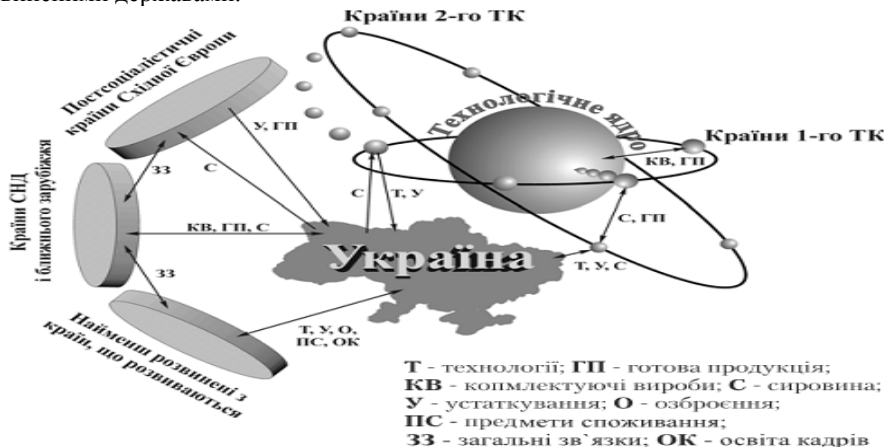 вненими державами.
Країни 2-го ТК
Постсоціалістичні
країни Східної Європи
Технологічне ядро
Країни 1-го ТК
КВ, ГП
У, ГП
С
ЗЗ
С
Т, У
Країни СНД
і ближнього зарубіжжя
КВ, ГП, С
С, ГП
Україна
Т, У, С
ЗЗ
Найменш розвинені з
країн, що розвиваються
Т, У, О,
ПС, ОК
Т - технології; ГП - готова продукція;
КВ - копмлектуючі вироби; С - сировина;
У - устаткування; О - озброєння;
ПС - предмети споживання;
ЗЗ - загальні зв`язки; ОК - освіта кадрів